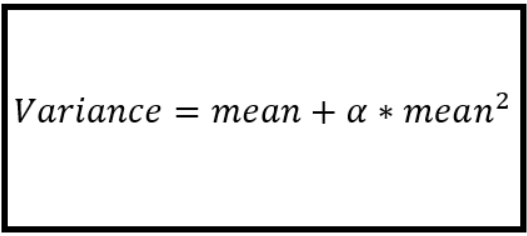 Variance = mean + α * mean²